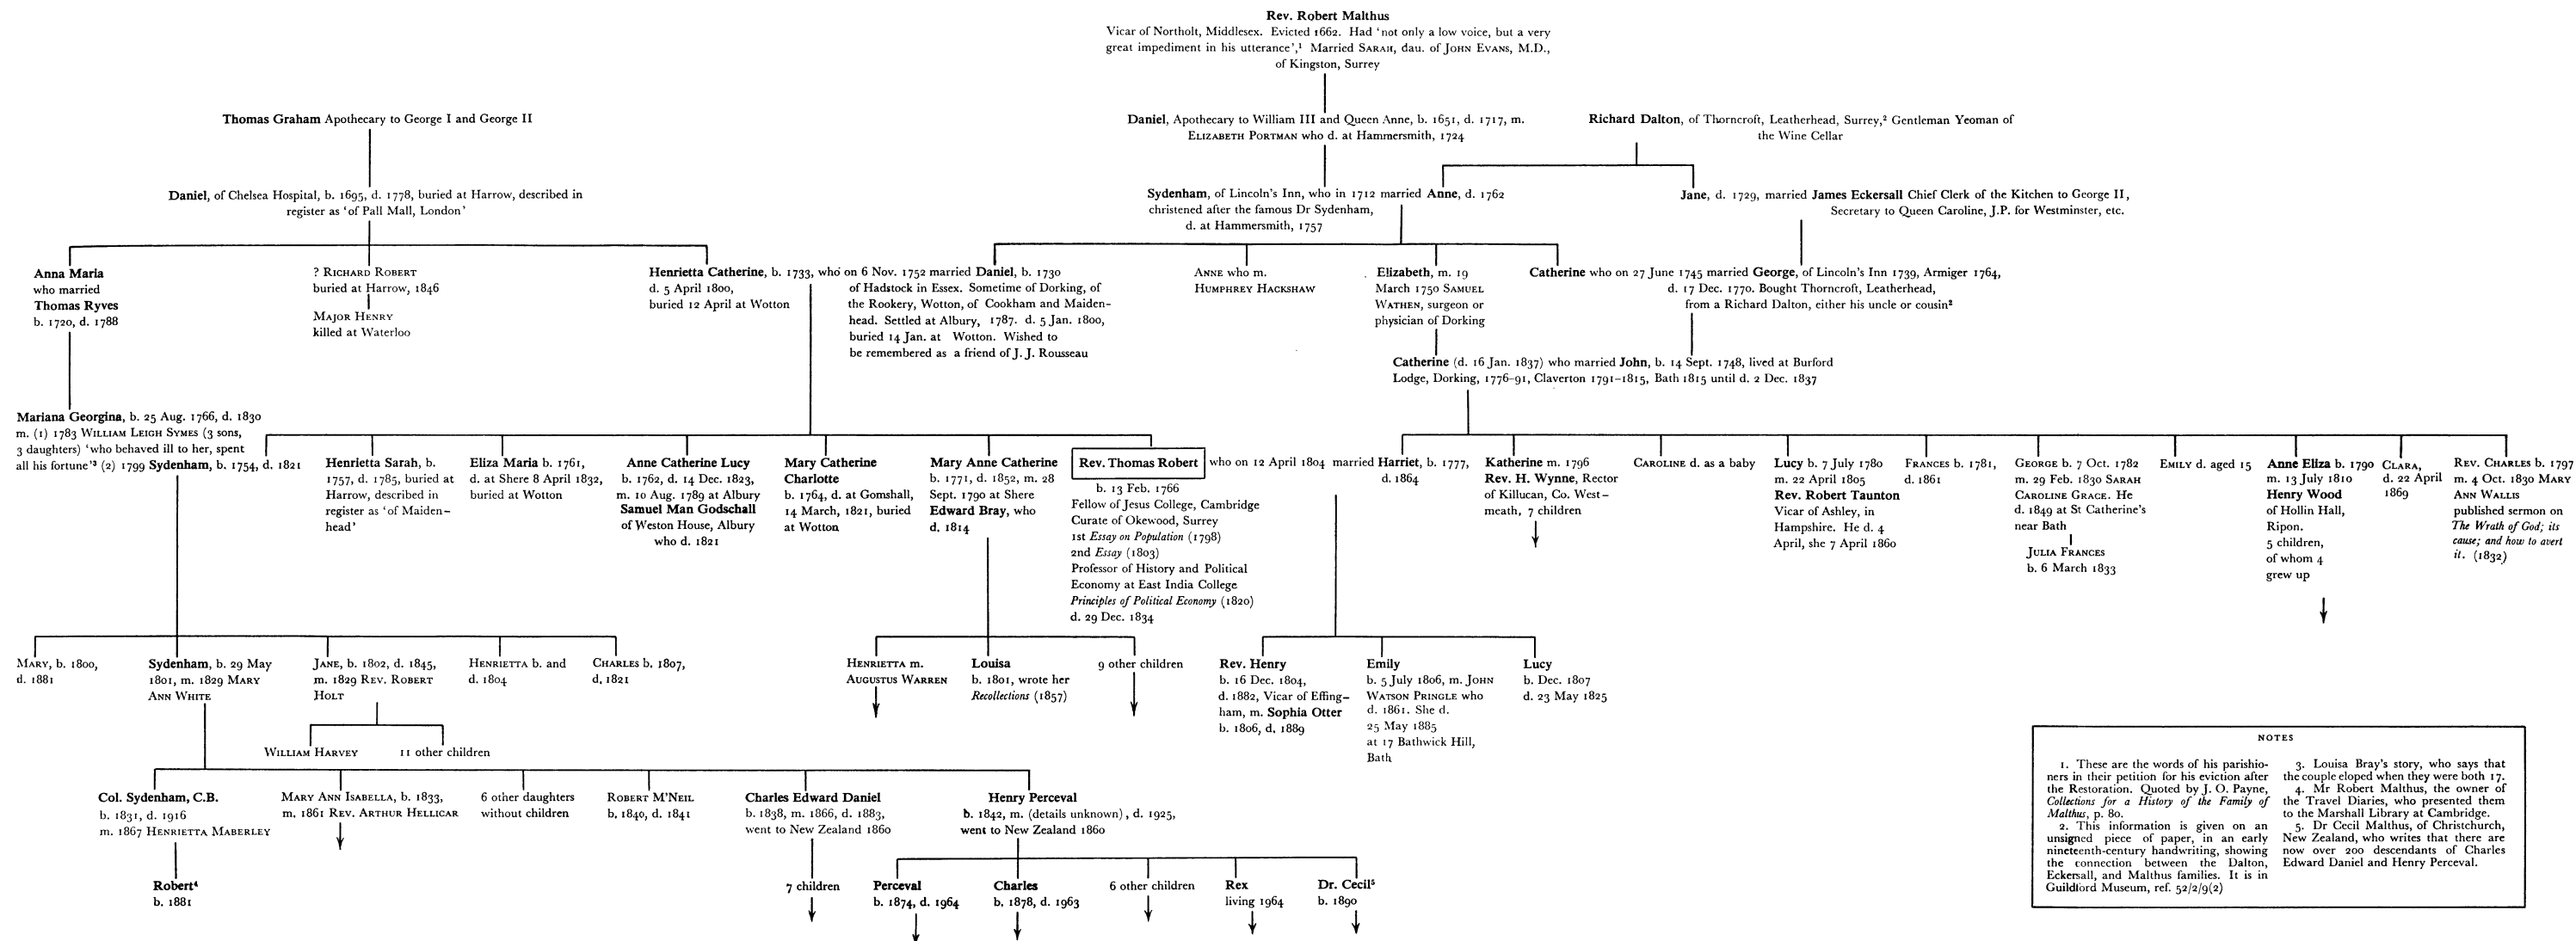 Rev. Robert Malthus
Vicar of Northolt, Middlesex. Evicted 1662. Had ‘not only a low voice, but a very
great impediment in his utterance’,¹ Married SARAH, dau. of JOHN EVANS, M.D.,
of Kingston, Surrey
Thomas Graham Apothecary to George I and George II
Daniel, Apothecary to William III and Queen Anne, b. 1651, d. 1717, m.
ELIZABETH PORTMAN who d. at Hammersmith, 1724
Richard Dalton, of Thorncroft, Leatherhead, Surrey,² Gentleman Yeoman of
the Wine Cellar
Daniel, of Chelsea Hospital, b. 1695, d. 1778, buried at Harrow, described in
register as ‘of Pall Mall, London’
Sydenham, of Lincoln's Inn, who in 1712 married Anne, d. 1762
christened after the famous Dr Sydenham,
d. at Hammersmith, 1757
Jane, d. 1729, married James Eckersall Chief Clerk of the Kitchen to George II,
Secretary to Queen Caroline, J.P. for Westminster, etc.
Anna Maria
who married
Thomas Ryves
b. 1720, d. 1788
? RICHARD ROBERT
buried at Harrow, 1846
MAJOR HENRY
killed at Waterloo
Henrietta Catherine, b. 1733, who on 6 Nov. 1752 married Daniel, b. 1730
d. 5 April 1800,
buried 12 April at Wotton
of Hadstock in Essex. Sometime of Dorking, of
the Rookery, Wotton, of Cookham and Maiden-
head. Settled at Albury, 1787. d. 5 Jan. 1800,
buried 14 Jan. at Wotton. Wished to
be remembered as a friend of J. J. Rousseau
ANNE who m.
HUMPHREY HACKSHAW
Elizabeth, m. 19
March 1750 SAMUEL
WATHEN, surgeon or
physician of Dorking
Catherine who on 27 June 1745 married George, of Lincoln's Inn 1739, Armiger 1764,
d. 17 Dec. 1770. Bought Thorncroft, Leatherhead,
from a Richard Dalton, either his uncle or cousin²
Catherine (d. 16 Jan. 1837) who married John, b. 14 Sept. 1748, lived at Burford
Lodge, Dorking, 1776–91, Claverton 1791–1815, Bath 1815 until d. 2 Dec. 1837
Mariana Georgina, b. 25 Aug. 1766, d. 1830
m. (1) 1783 WILLIAM LEIGH SYMES (3 sons,
3 daughters) ‘who behaved ill to her, spent
all his fortune’³ (2) 1799 Sydenham, b. 1754, d. 1821
Henrietta Sarah, b.
1757, d. 1785, buried at
Harrow, described in
register as ‘of Maiden-
head’
Eliza Maria b. 1761,
d. at Shere 8 April 1832,
buried at Wotton
Anne Catherine Lucy
b. 1762, d. 14 Dec. 1823,
m. 10 Aug. 1789 at Albury
Samuel Man Godschall
of Weston House, Albury
who d. 1821
Mary Catherine
Charlotte
b. 1764, d. at Gomshall,
14 March, 1821, buried
at Wotton
Mary Anne Catherine
b. 1771, d. 1852, m. 28
Sept. 1790 at Shere
Edward Bray, who
d. 1814
Rev. Thomas Robert who on 12 April 1804 married Harriet, b. 1777,
d. 1864
b. 13 Feb. 1766
Fellow of Jesus College, Cambridge
Curate of Okewood, Surrey
1st Essay on Population (1798)
2nd Essay (1803)
Professor of History and Political
Economy at East India College
Principles of Political Economy (1820)
d. 29 Dec. 1834
Katherine m. 1796
Rev. H. Wynne, Rector
of Killucan, Co. West-
meath, 7 children
CAROLINE d. as a baby
Lucy b. 7 July 1780
m. 22 April 1805
Rev. Robert Taunton
Vicar of Ashley, in
Hampshire. He d. 4
April, she 7 April 1860
FRANCES b. 1781,
d. 1861
GEORGE b. 7 Oct. 1782
m. 29 Feb. 1830 SARAH
CAROLINE GRACE. He
d. 1849 at St Catherine's
near Bath
JULIA FRANCES
b. 6 March 1833
EMILY d. aged 15
Anne Eliza b. 1790
m. 13 July 1810
Henry Wood
of Hollin Hall,
Ripon.
5 children,
of whom 4
grew up
CLARA,
d. 22 April
1869
REV. CHARLES b. 1797
m. 4 Oct. 1830 MARY
ANN WALLIS
published sermon on
The Wrath of God; its
cause; and how to avert
it. (1832)
MARY, b. 1800,
d. 1881
Sydenham, b. 29 May
1801, m. 1829 MARY
ANN WHITE
JANE, b. 1802, d. 1845,
m. 1829 REV. ROBERT
HOLT
HENRIETTA b. and
d. 1804
CHARLES b. 1807,
d. 1821
HENRIETTA m.
AUGUSTUS WARREN
Louisa
b. 1801, wrote her
Recollections (1857)
9 other children
Rev. Henry
b. 16 Dec. 1804,
d. 1882, Vicar of Effing-
ham, m. Sophia Otter
b. 1806, d. 1889
Emily
b. 5 July 1806, m. JOHN
WATSON PRINGLE who
d. 1861. She d.
25 May 1885
at 17 Bathwick Hill,
Bath
Lucy
b. Dec. 1807
d. 23 May 1825
WILLIAM HARVEY
11 other children
Col. Sydenham, C.B.
b. 1831, d. 1916
m. 1867 HENRIETTA MABERLEY
MARY ANN ISABELLA, b. 1833,
m. 1861 REV. ARTHUR HELLICAR
6 other daughters
without children
ROBERT M'NEIL
b. 1840, d. 1841
Charles Edward Daniel
b. 1838, m. 1866, d. 1883,
went to New Zealand 1860
Henry Perceval
b. 1842, m. (details unknown), d. 1925,
went to New Zealand 1860
Robert⁴
b. 1881
7 children
Perceval
b. 1874, d. 1964
Charles
b. 1878, d. 1963
6 other children
Rex
living 1964
Dr. Cecil⁵
b. 1890
NOTES
1. These are the words of his parishio-
ners in their petition for his eviction after
the Restoration. Quoted by J. O. Payne,
Collections for a History of the Family of
Malthus, p. 80.
2. This information is given on an
unsigned piece of paper, in an early
nineteenth-century handwriting, showing
the connection between the Dalton,
Eckersall, and Malthus families. It is in
Guildford Museum, ref. 52/2/9(2)
3. Louisa Bray's story, who says that
the couple eloped when they were both 17.
4. Mr Robert Malthus, the owner of
the Travel Diaries, who presented them
to the Marshall Library at Cambridge.
5. Dr Cecil Malthus, of Christchurch,
New Zealand, who writes that there are
now over 200 descendants of Charles
Edward Daniel and Henry Perceval.